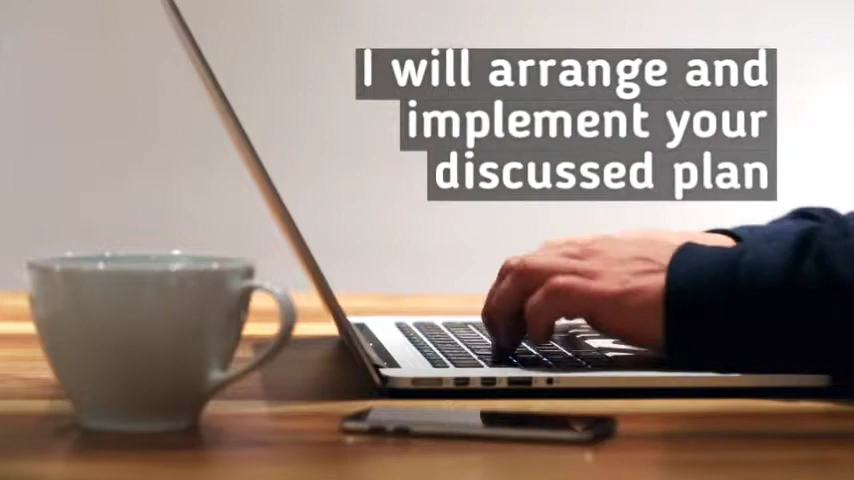 I will arrange and
implement your
discussed plan